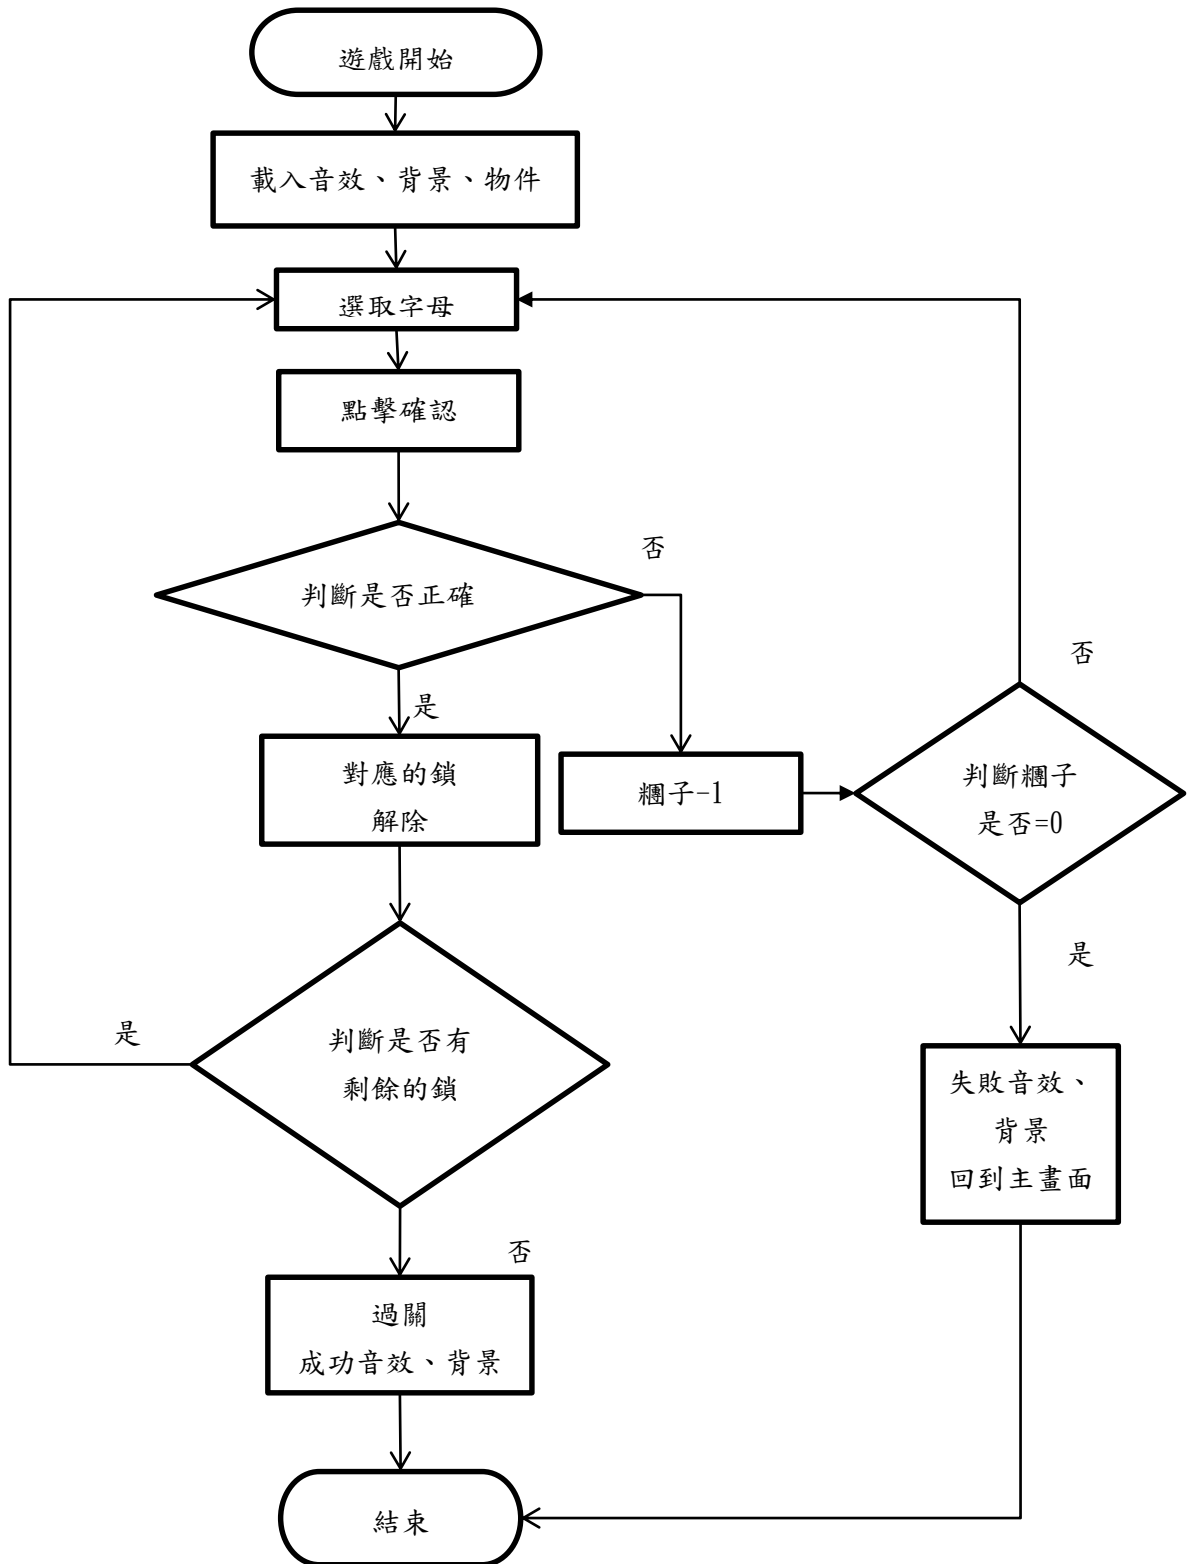 遊戲開始
載入音效、背景、物件
選取字母
點擊確認
判斷是否正確
否
是
對應的鎖
解除
糰子-1
否
判斷糰子
是否=0
是
是
判斷是否有
剩餘的鎖
失敗音效、
背景
回到主畫面
否
過關
成功音效、背景
結束